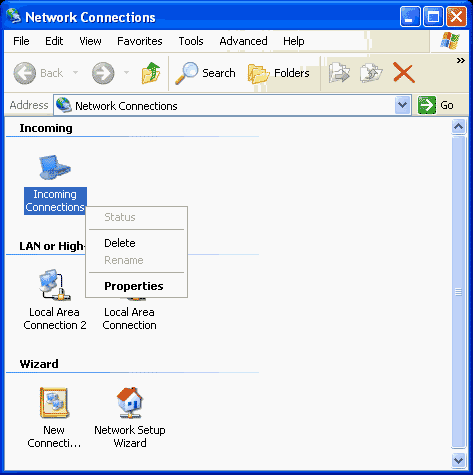 Network Connections
File Edit View Favorites Tools Advanced Help
Back Search Folders
Address Network Connections Go
Incoming
Incoming
Connections
Status
Delete
Rename
Properties
LAN or High-
Local Area
Connection 2
Local Area
Connection
Wizard
New
Connecti...
Network Setup
Wizard